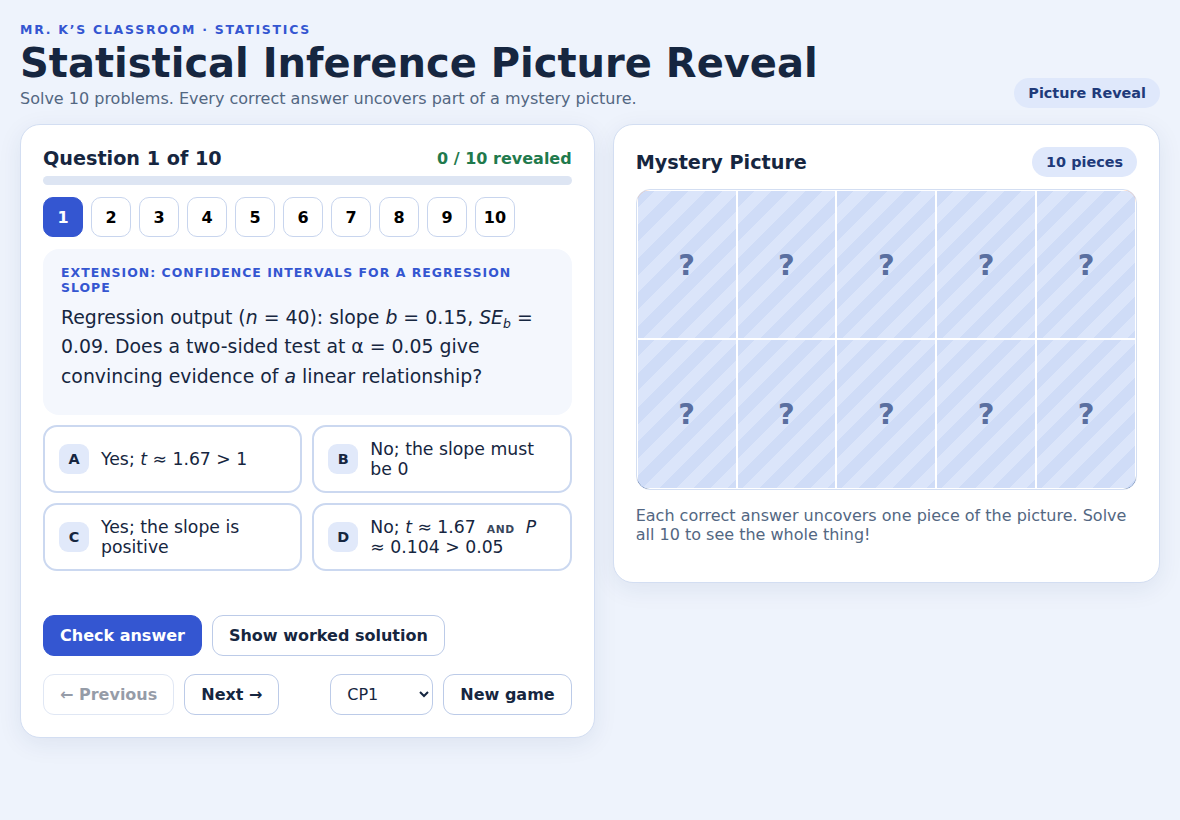 MR. K’S CLASSROOM · STATISTICS
Statistical Inference Picture Reveal
Solve 10 problems. Every correct answer uncovers part of a mystery picture.
Picture Reveal
Question 1 of 10
0 / 10 revealed
1 2 3 4 5 6 7 8 9 10
EXTENSION: CONFIDENCE INTERVALS FOR A REGRESSION
SLOPE
Regression output (n = 40): slope b = 0.15, SE_b =
0.09. Does a two-sided test at α = 0.05 give
convincing evidence of a linear relationship?
A Yes; t ≈ 1.67 > 1
B No; the slope must
be 0
C Yes; the slope is
positive
D No; t ≈ 1.67 AND P
≈ 0.104 > 0.05
Check answer
Show worked solution
← Previous
Next →
CP1
New game
Mystery Picture
10 pieces
? ? ? ? ?
? ? ? ? ?
Each correct answer uncovers one piece of the picture. Solve
all 10 to see the whole thing!